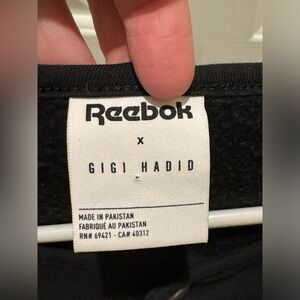 Reebok
x
GIGI HADID
MADE IN PAKISTAN
FABRIQUÉ AU PAKISTAN
RN# 69421 - CA# 40312